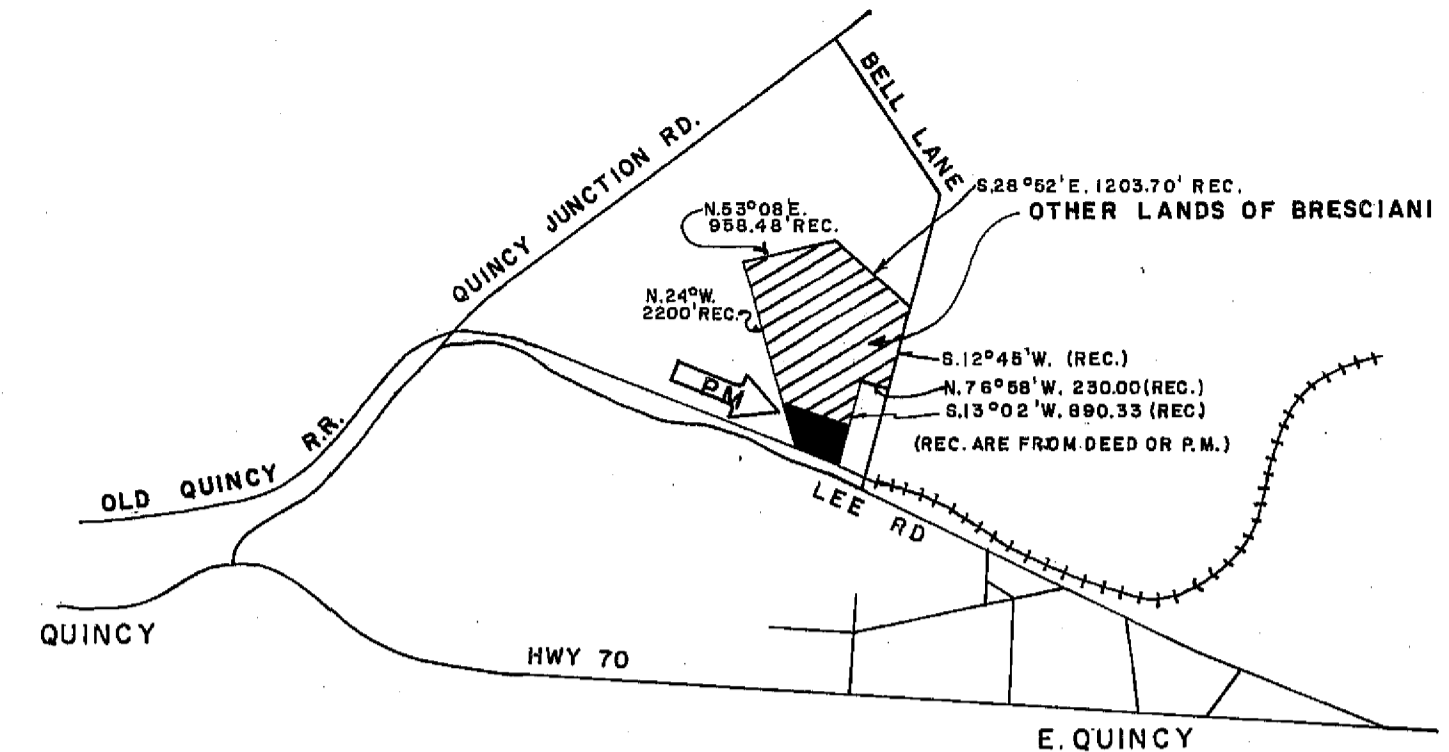 BELL LANE
QUINCY JUNCTION RD.
S.28°52'E. 1203.70' REC.
OTHER LANDS OF BRESCIANI
N.53°08'E.
958.48'REC.
N.24°W.
2200'REC.
S.12°45'W. (REC.)
P.M
N.76°58'W. 230.00(REC.)
S.13°02'W. 890.33 (REC)
(REC. ARE FROM DEED OR P.M.)
OLD QUINCY R.R.
LEE RD
QUINCY
HWY 70
E. QUINCY